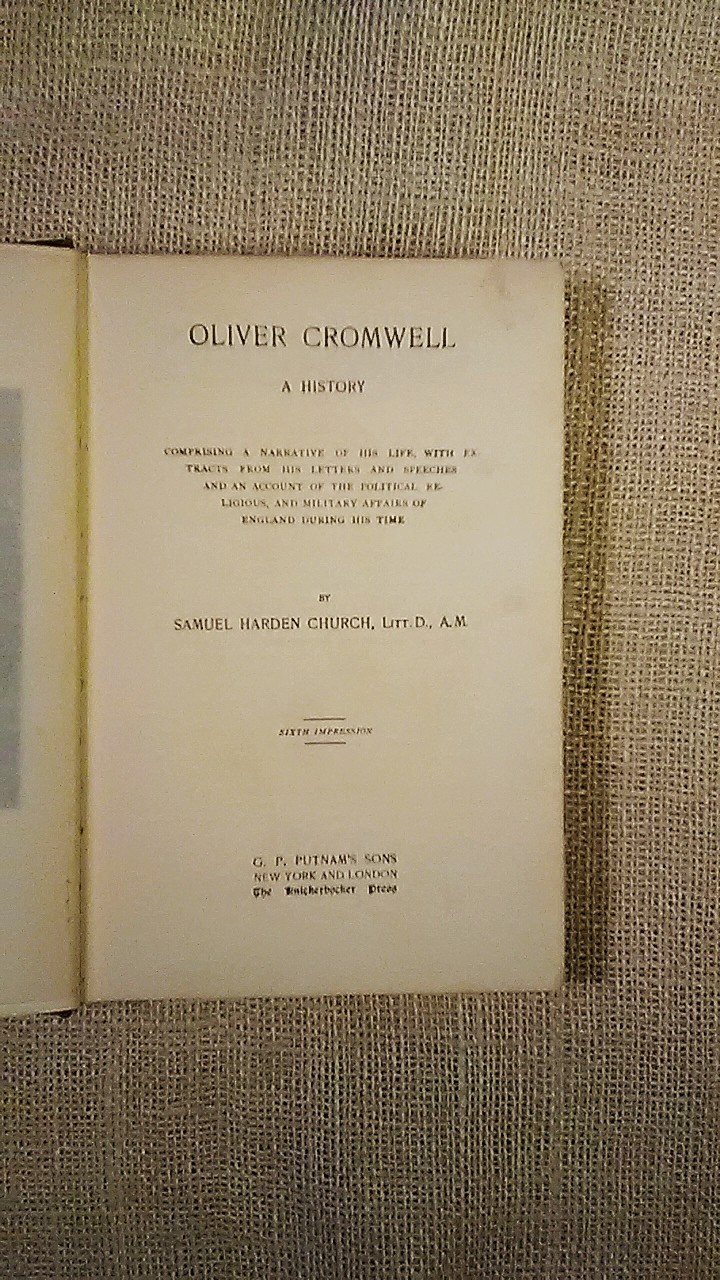 OLIVER CROMWELL
A HISTORY
COMPRISING A NARRATIVE OF HIS LIFE, WITH EX-
TRACTS FROM HIS LETTERS AND SPEECHES
AND AN ACCOUNT OF THE POLITICAL, RE-
LIGIOUS, AND MILITARY AFFAIRS OF
ENGLAND DURING HIS TIME
BY
SAMUEL HARDEN CHURCH, LITT. D., A.M.
SIXTH IMPRESSION
G. P. PUTNAM'S SONS
NEW YORK AND LONDON
The Knickerbocker Press